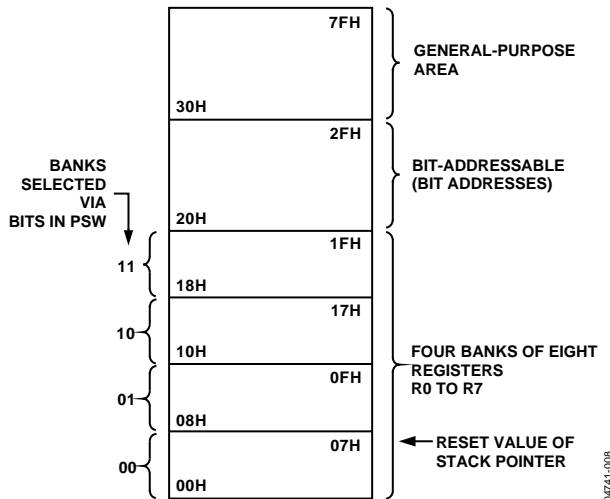 7FH
GENERAL-PURPOSE
AREA
30H
2FH
BANKS
SELECTED
VIA
BITS IN PSW
BIT-ADDRESSABLE
(BIT ADDRESSES)
20H
1FH
11
18H
17H
10
10H
FOUR BANKS OF EIGHT
REGISTERS
R0 TO R7
0FH
01
08H
07H
RESET VALUE OF
STACK POINTER
00
00H
04741-008